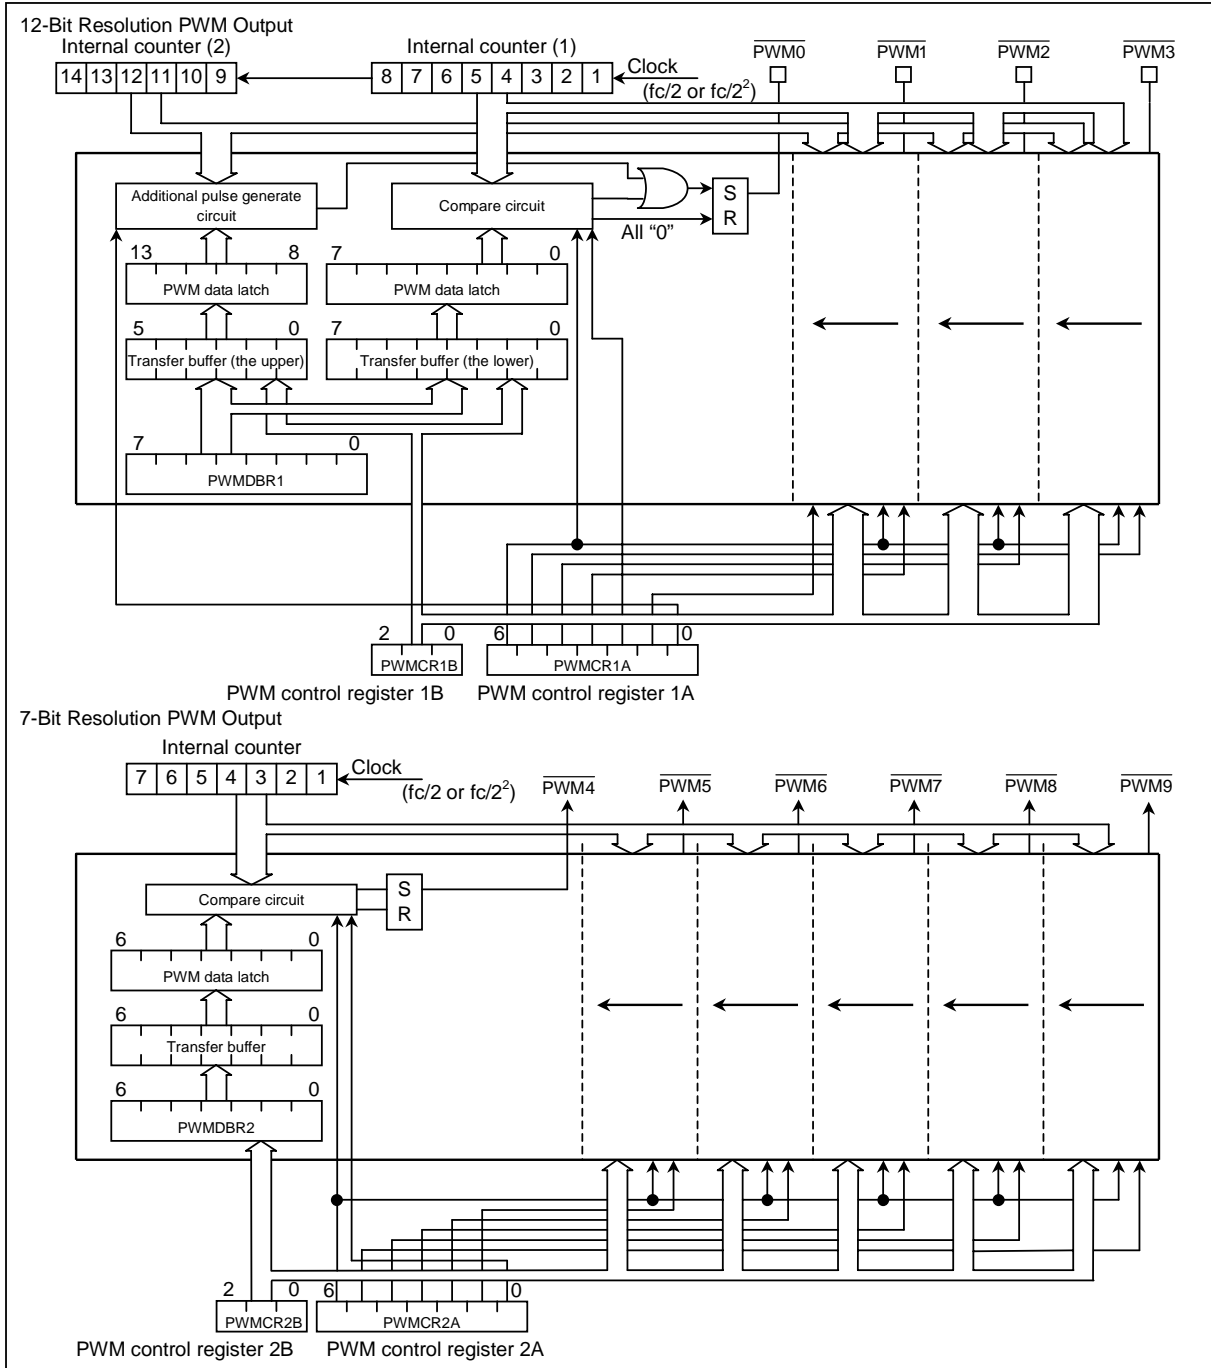 12-Bit Resolution PWM Output
Internal counter (2)
Internal counter (1)
PWM0
PWM1
PWM2
PWM3
14 13 12 11 10 9
8 7 6 5 4 3 2 1
Clock
(fc/2 or fc/2²)
Additional pulse generate
circuit
Compare circuit
S
R
All “0”
13 8
7 0
PWM data latch
PWM data latch
5 0
7 0
Transfer buffer (the upper)
Transfer buffer (the lower)
7 0
PWMDBR1
2 0
6 0
PWMCR1B
PWMCR1A
PWM control register 1B
PWM control register 1A
7-Bit Resolution PWM Output
Internal counter
7 6 5 4 3 2 1
Clock
(fc/2 or fc/2²)
PWM4
PWM5
PWM6
PWM7
PWM8
PWM9
Compare circuit
S
R
6 0
PWM data latch
6 0
Transfer buffer
6 0
PWMDBR2
2 0
6 0
PWMCR2B
PWMCR2A
PWM control register 2B
PWM control register 2A